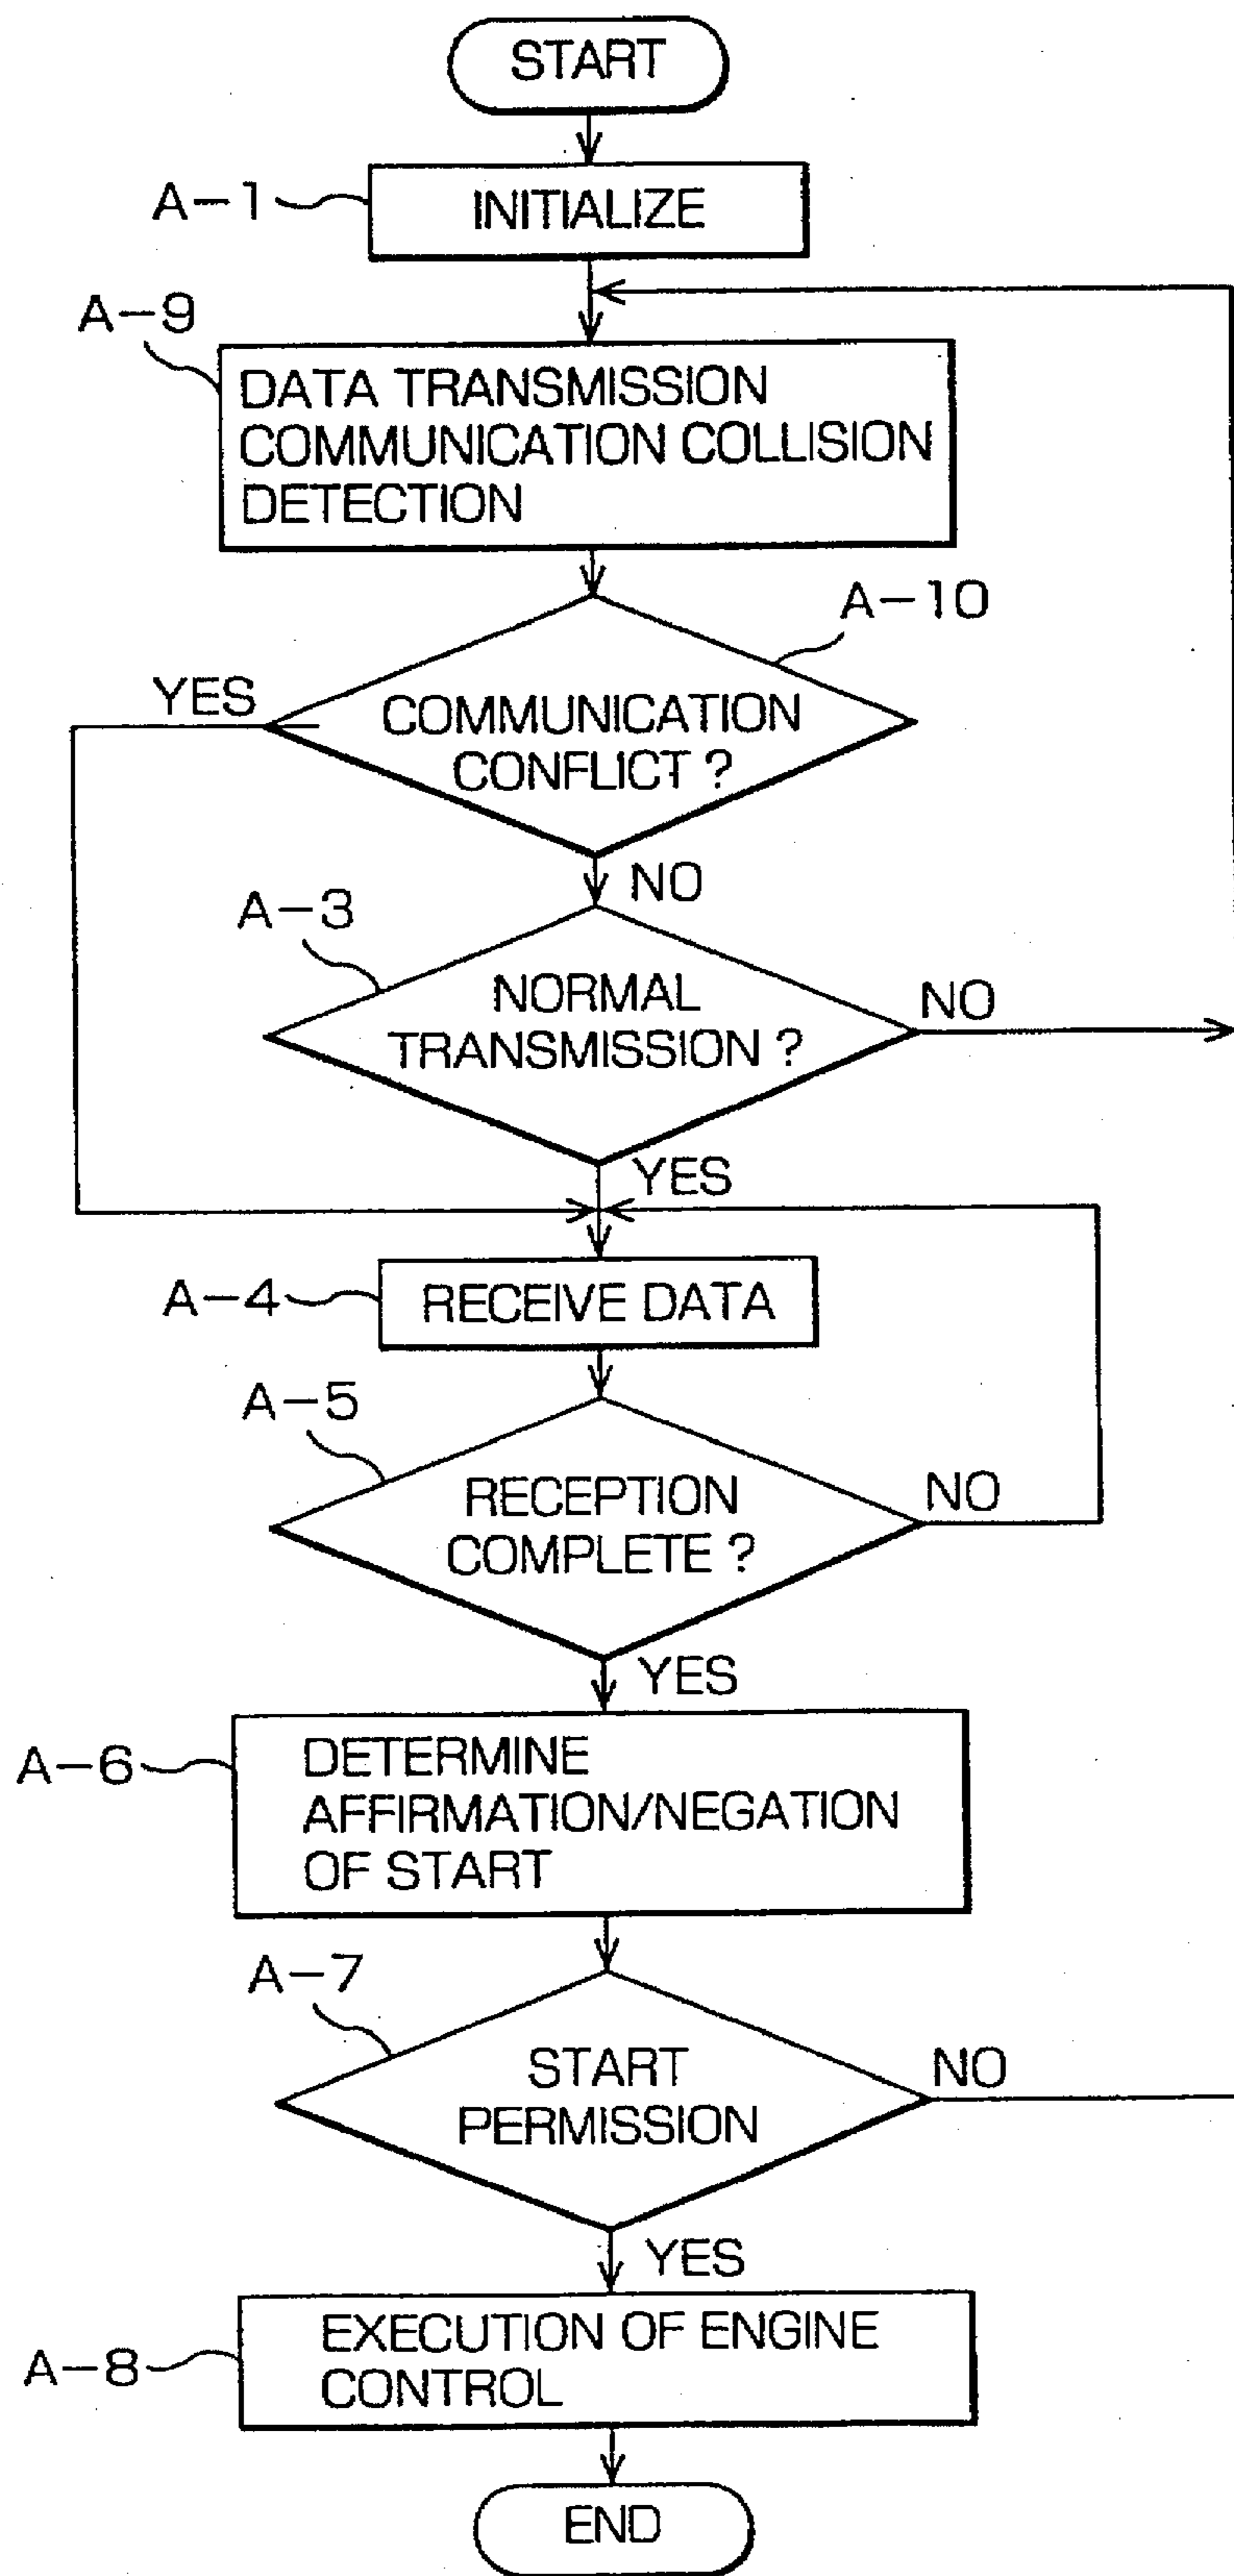 START
A-1
INITIALIZE
A-9
DATA TRANSMISSION
COMMUNICATION COLLISION
DETECTION
A-10
YES
COMMUNICATION
CONFLICT ?
NO
A-3
NORMAL
TRANSMISSION ?
NO
YES
A-4
RECEIVE DATA
A-5
RECEPTION
COMPLETE ?
NO
YES
A-6
DETERMINE
AFFIRMATION/NEGATION
OF START
A-7
START
PERMISSION
NO
YES
A-8
EXECUTION OF ENGINE
CONTROL
END